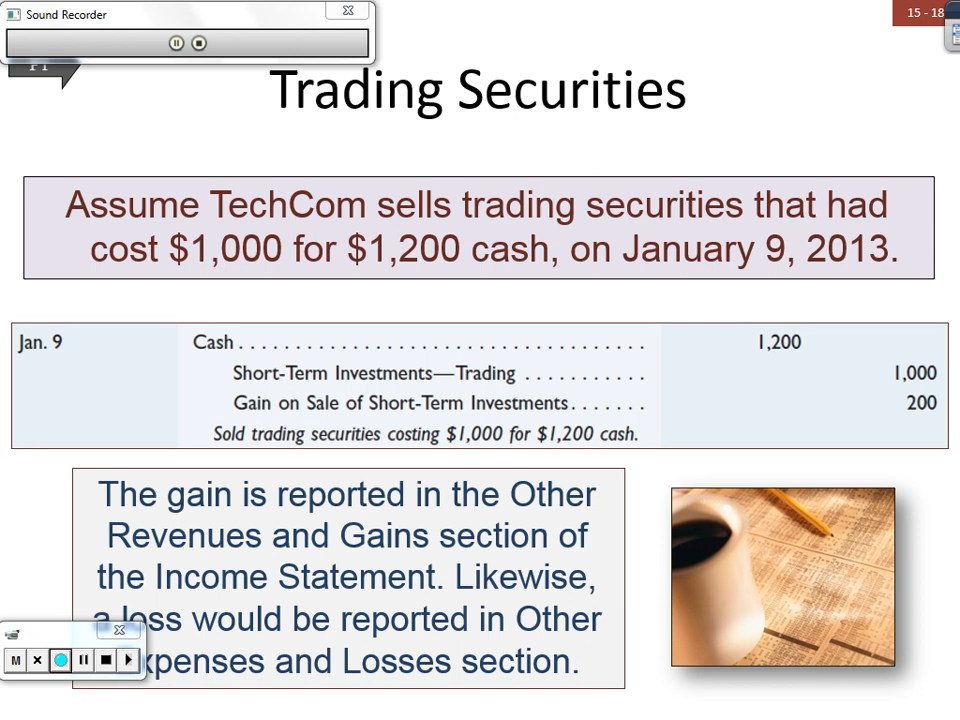 Sound Recorder
15 - 18
P1
Trading Securities
Assume TechCom sells trading securities that had
cost $1,000 for $1,200 cash, on January 9, 2013.
Jan. 9 Cash . . . . . . . . . . . . . . . . . . . . . . . . . . . . . . . . . . . . 1,200
Short-Term Investments—Trading . . . . . . . . . . . 1,000
Gain on Sale of Short-Term Investments . . . . . . . 200
Sold trading securities costing $1,000 for $1,200 cash.
The gain is reported in the Other
Revenues and Gains section of
the Income Statement. Likewise,
a loss would be reported in Other
xpenses and Losses section.
M